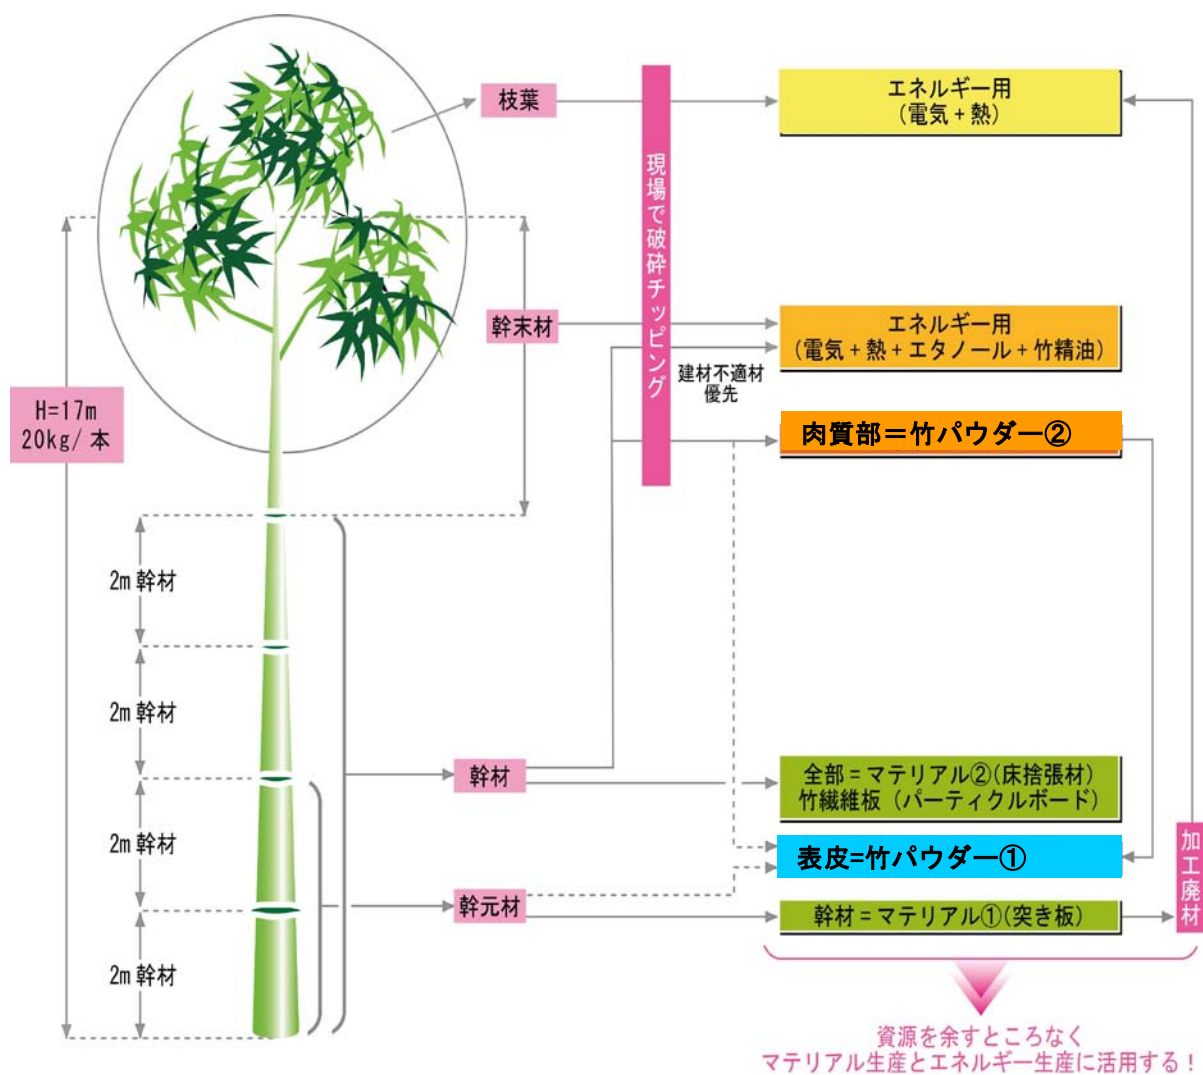 枝葉
エネルギー用
(電気+熱)
現場で破砕チッピング
幹末材
エネルギー用
(電気+熱+エタノール+竹精油)
建材不適材
優先
H=17m
20kg/本
肉質部=竹パウダー②
2m 幹材
2m 幹材
幹材
全部=マテリアル②(床捨張材)
竹繊維板(パーティクルボード)
2m 幹材
表皮=竹パウダー①
加工廃材
幹元材
幹材=マテリアル①(突き板)
2m 幹材
資源を余すところなく
マテリアル生産とエネルギー生産に活用する!